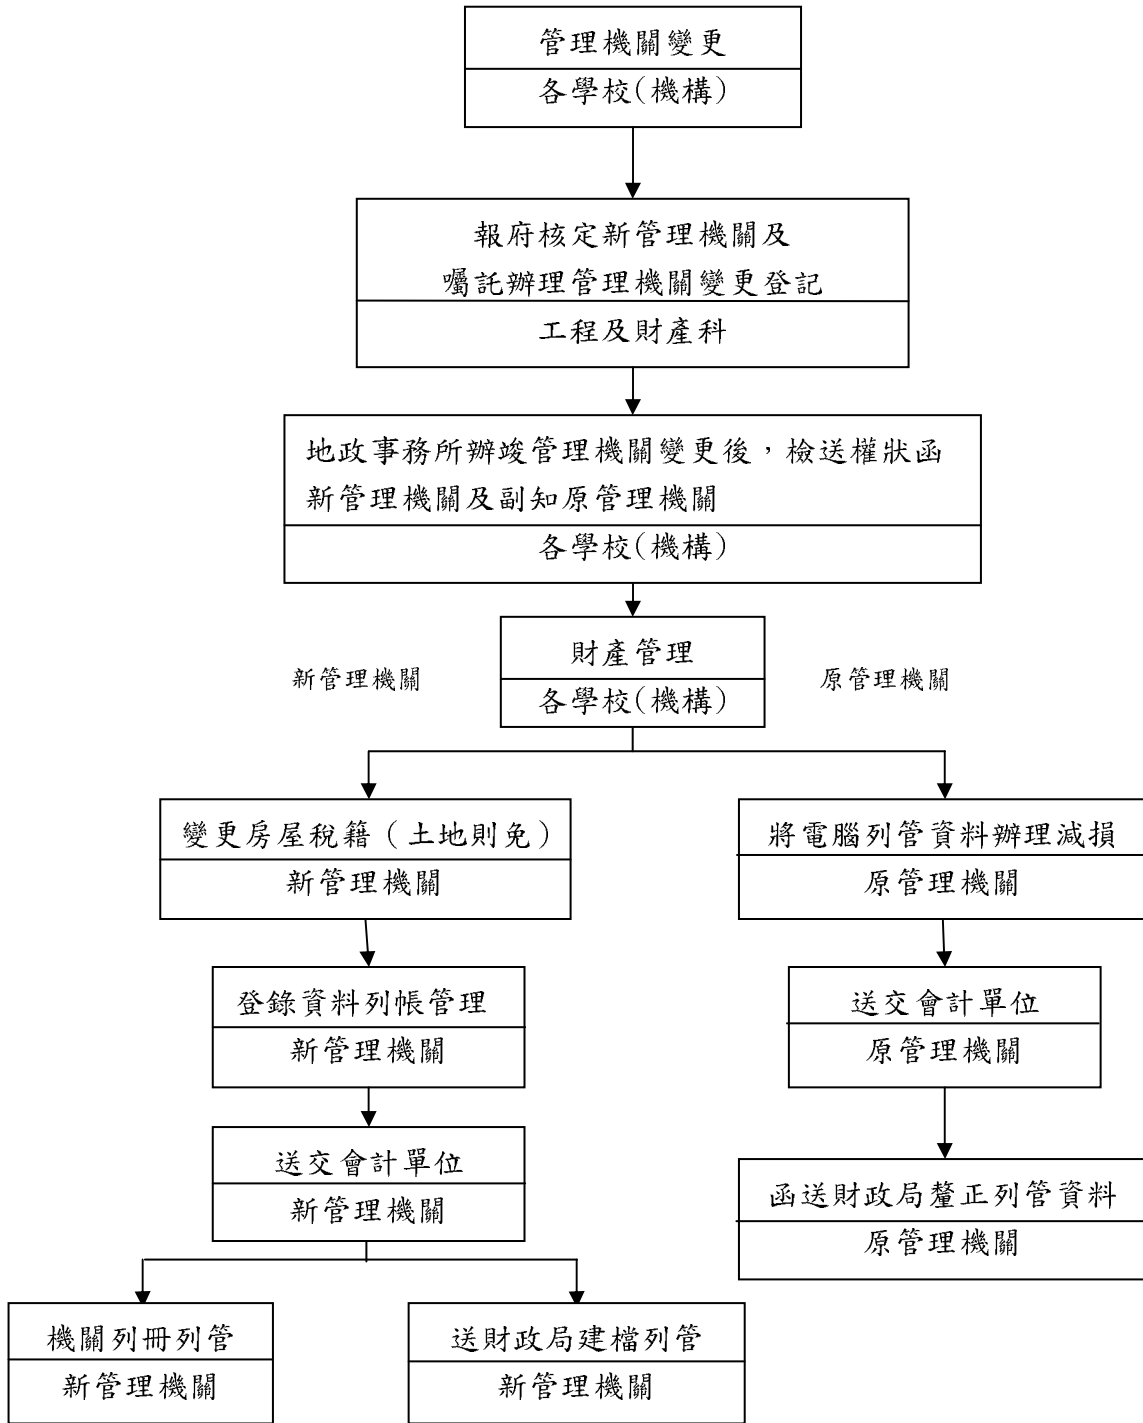 管理機關變更
各學校(機構)
報府核定新管理機關及
囑託辦理管理機關變更登記
工程及財產科
地政事務所辦竣管理機關變更後，檢送權狀函
新管理機關及副知原管理機關
各學校(機構)
財產管理
各學校(機構)
新管理機關
原管理機關
變更房屋稅籍（土地則免）
新管理機關
將電腦列管資料辦理減損
原管理機關
登錄資料列帳管理
新管理機關
送交會計單位
原管理機關
送交會計單位
新管理機關
函送財政局釐正列管資料
原管理機關
機關列冊列管
新管理機關
送財政局建檔列管
新管理機關